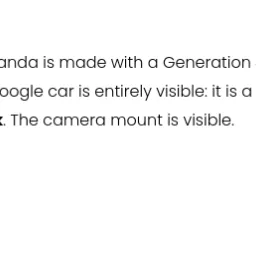 anda is made with a Generation
oogle car is entirely visible: it is a
. The camera mount is visible.